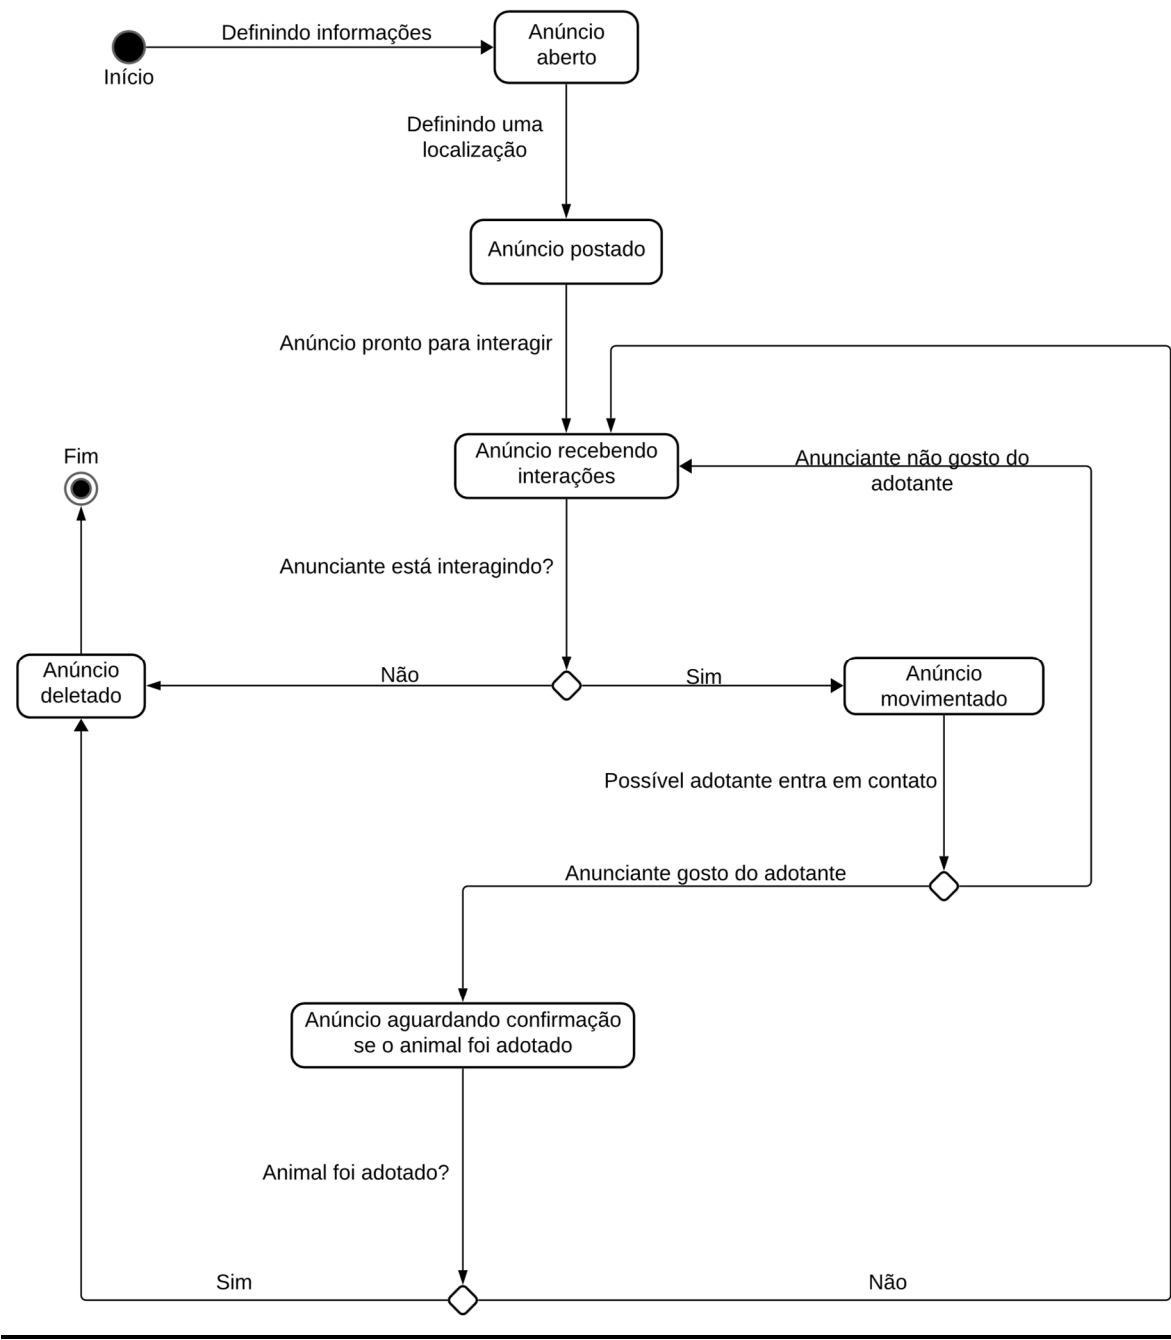 Definindo informações
Início
Anúncio
aberto
Definindo uma
localização
Anúncio postado
Anúncio pronto para interagir
Anúncio recebendo
interações
Anunciante não gosto do
adotante
Fim
Anunciante está interagindo?
Não
Sim
Anúncio
deletado
Anúncio
movimentado
Possível adotante entra em contato
Anunciante gosto do adotante
Anúncio aguardando confirmação
se o animal foi adotado
Animal foi adotado?
Sim
Não